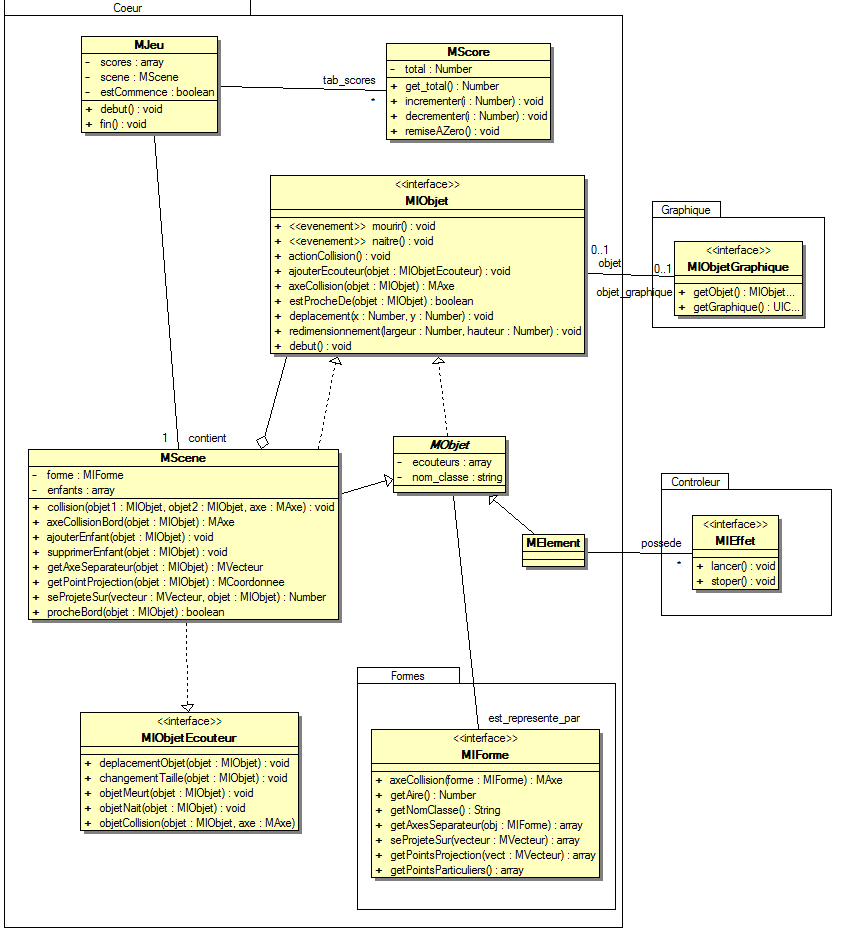 Coeur
MJeu
- scores : array
- scene : MScene
- estCommence : boolean
+ debut() : void
+ fin() : void
tab_scores
*
MScore
- total : Number
+ get_total() : Number
+ incrementer(i : Number) : void
+ decrementer(i : Number) : void
+ remiseAZero() : void
<<interface>>
MIObjet
+ <<evenement>> mourir() : void
+ <<evenement>> naitre() : void
+ actionCollision() : void
+ ajouterEcouteur(objet : MIObjetEcouteur) : void
+ axeCollision(objet : MIObjet) : MAxe
+ estProcheDe(objet : MIObjet) : boolean
+ deplacement(x : Number, y : Number) : void
+ redimensionnement(largeur : Number, hauteur : Number) : void
+ debut() : void
0..1
objet
0..1
objet_graphique
Graphique
<<interface>>
MIObjetGraphique
+ getObjet() : MIObjet...
+ getGraphique() : UIC...
1 contient
MScene
- forme : MIForme
- enfants : array
+ collision(objet1 : MIObjet, objet2 : MIObjet, axe : MAxe) : void
+ axeCollisionBord(objet : MIObjet) : MAxe
+ ajouterEnfant(objet : MIObjet) : void
+ supprimerEnfant(objet : MIObjet) : void
+ getAxeSeparateur(objet : MIObjet) : MVecteur
+ getPointProjection(objet : MIObjet) : MCoordonnee
+ seProjeteSur(vecteur : MVecteur, objet : MIObjet) : Number
+ procheBord(objet : MIObjet) : boolean
MObjet
- ecouteurs : array
- nom_classe : string
MElement
possede
*
Controleur
<<interface>>
MIEffet
+ lancer() : void
+ stoper() : void
<<interface>>
MIObjetEcouteur
+ deplacementObjet(objet : MIObjet) : void
+ changementTaille(objet : MIObjet) : void
+ objetMeurt(objet : MIObjet) : void
+ objetNait(objet : MIObjet) : void
+ objetCollision(objet : MIObjet, axe : MAxe)
Formes
est_represente_par
<<interface>>
MIForme
+ axeCollision(forme : MIForme) : MAxe
+ getAire() : Number
+ getNomClasse() : String
+ getAxesSeparateur(obj : MIForme) : array
+ seProjeteSur(vecteur : MVecteur) : array
+ getPointsProjection(vect : MVecteur) : array
+ getPointsParticuliers() : array